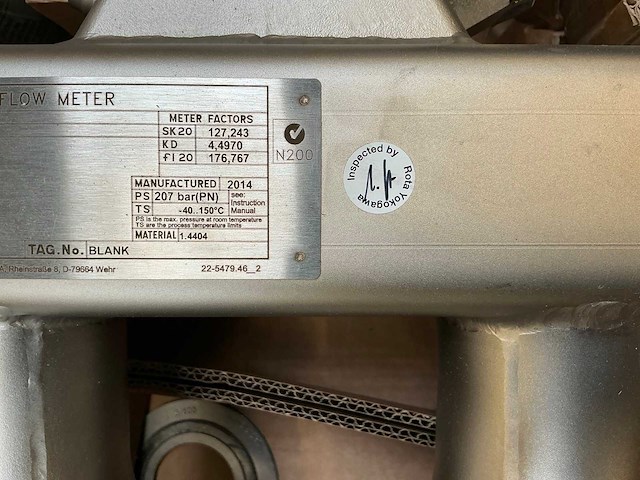 FLOW METER
METER FACTORS
SK20 127,243
KD 4,4970
f120 176,767
N200
MANUFACTURED 2014
PS 207 bar(PN) see: Instruction Manual
TS -40..150°C
PS is the max. pressure at room temperature
TS are the process temperature limits
MATERIAL 1.4404
TAG.No. BLANK
A, Rheinstraße 8, D-79664 Wehr 22-5479.46_2
Inspected by
Rota Yokogawa